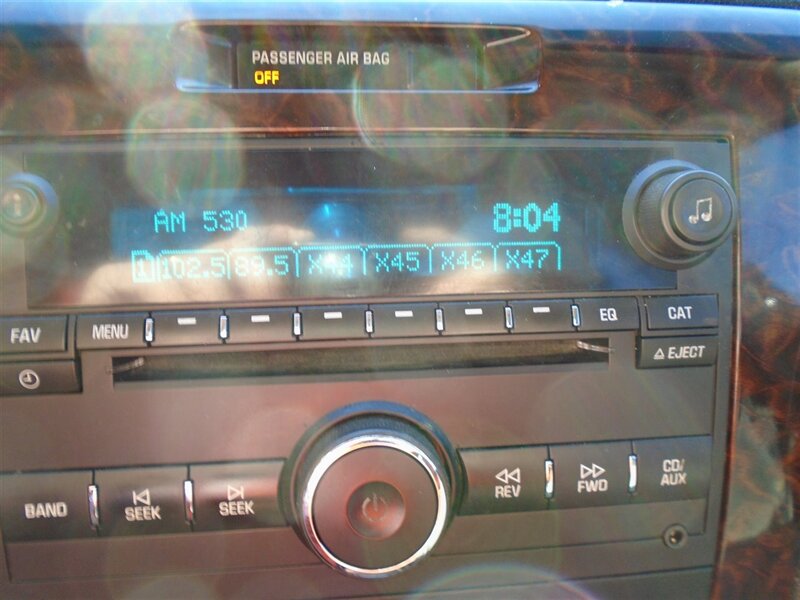 PASSENGER AIR BAG
OFF
AM 530 8:04
1 102.5 89.5 X44 X45 X46 X47
FAV MENU EQ CAT
EJECT
BAND SEEK SEEK REV FWD CD/
AUX